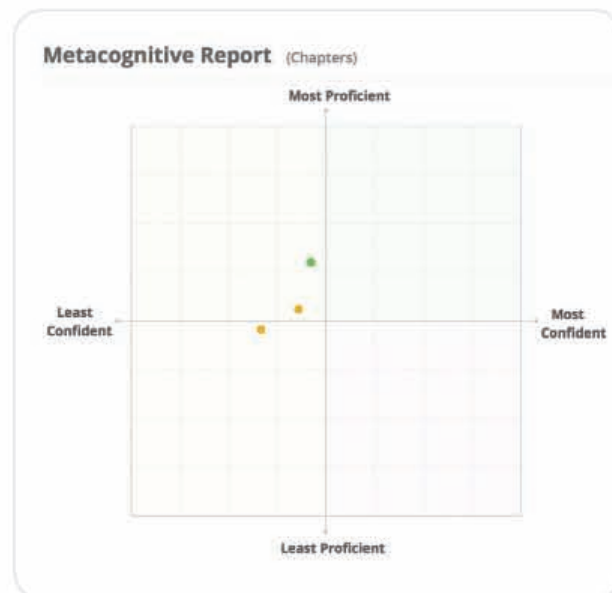 Metacognitive Report (Chapters)
Most Proficient
Least
Confident
Most
Confident
Least Proficient